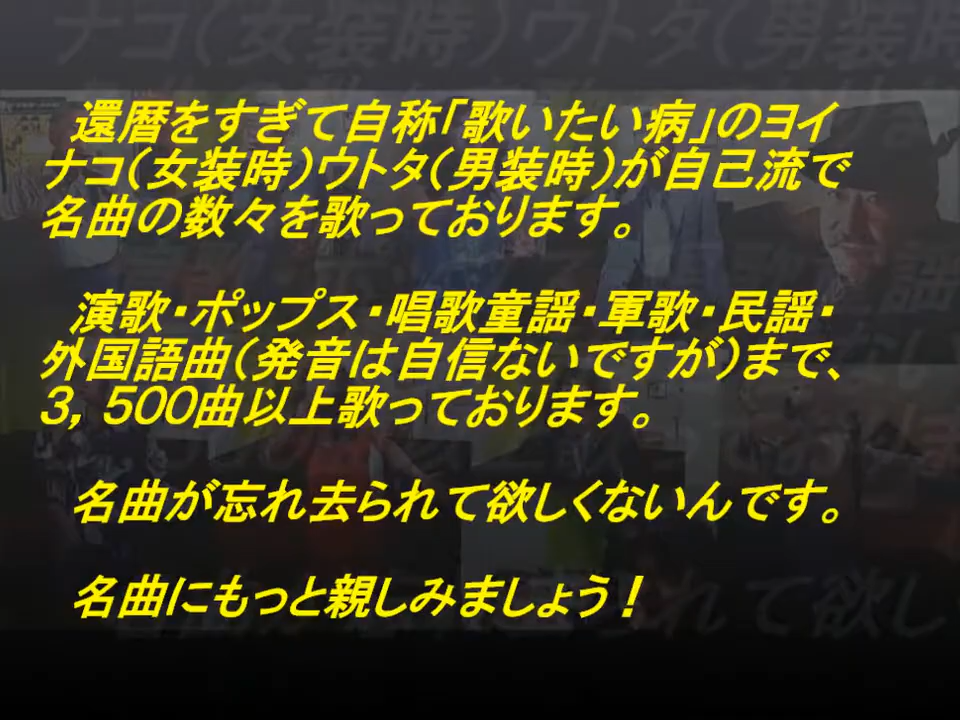 還暦をすぎて自称「歌いたい病」のヨイ
ナコ（女装時）ウトタ（男装時）が自己流で
名曲の数々を歌っております。
演歌・ポップス・唱歌童謡・軍歌・民謡・
外国語曲（発音は自信ないですが）まで、
３，５００曲以上歌っております。
名曲が忘れ去られて欲しくないんです。
名曲にもっと親しみましょう！